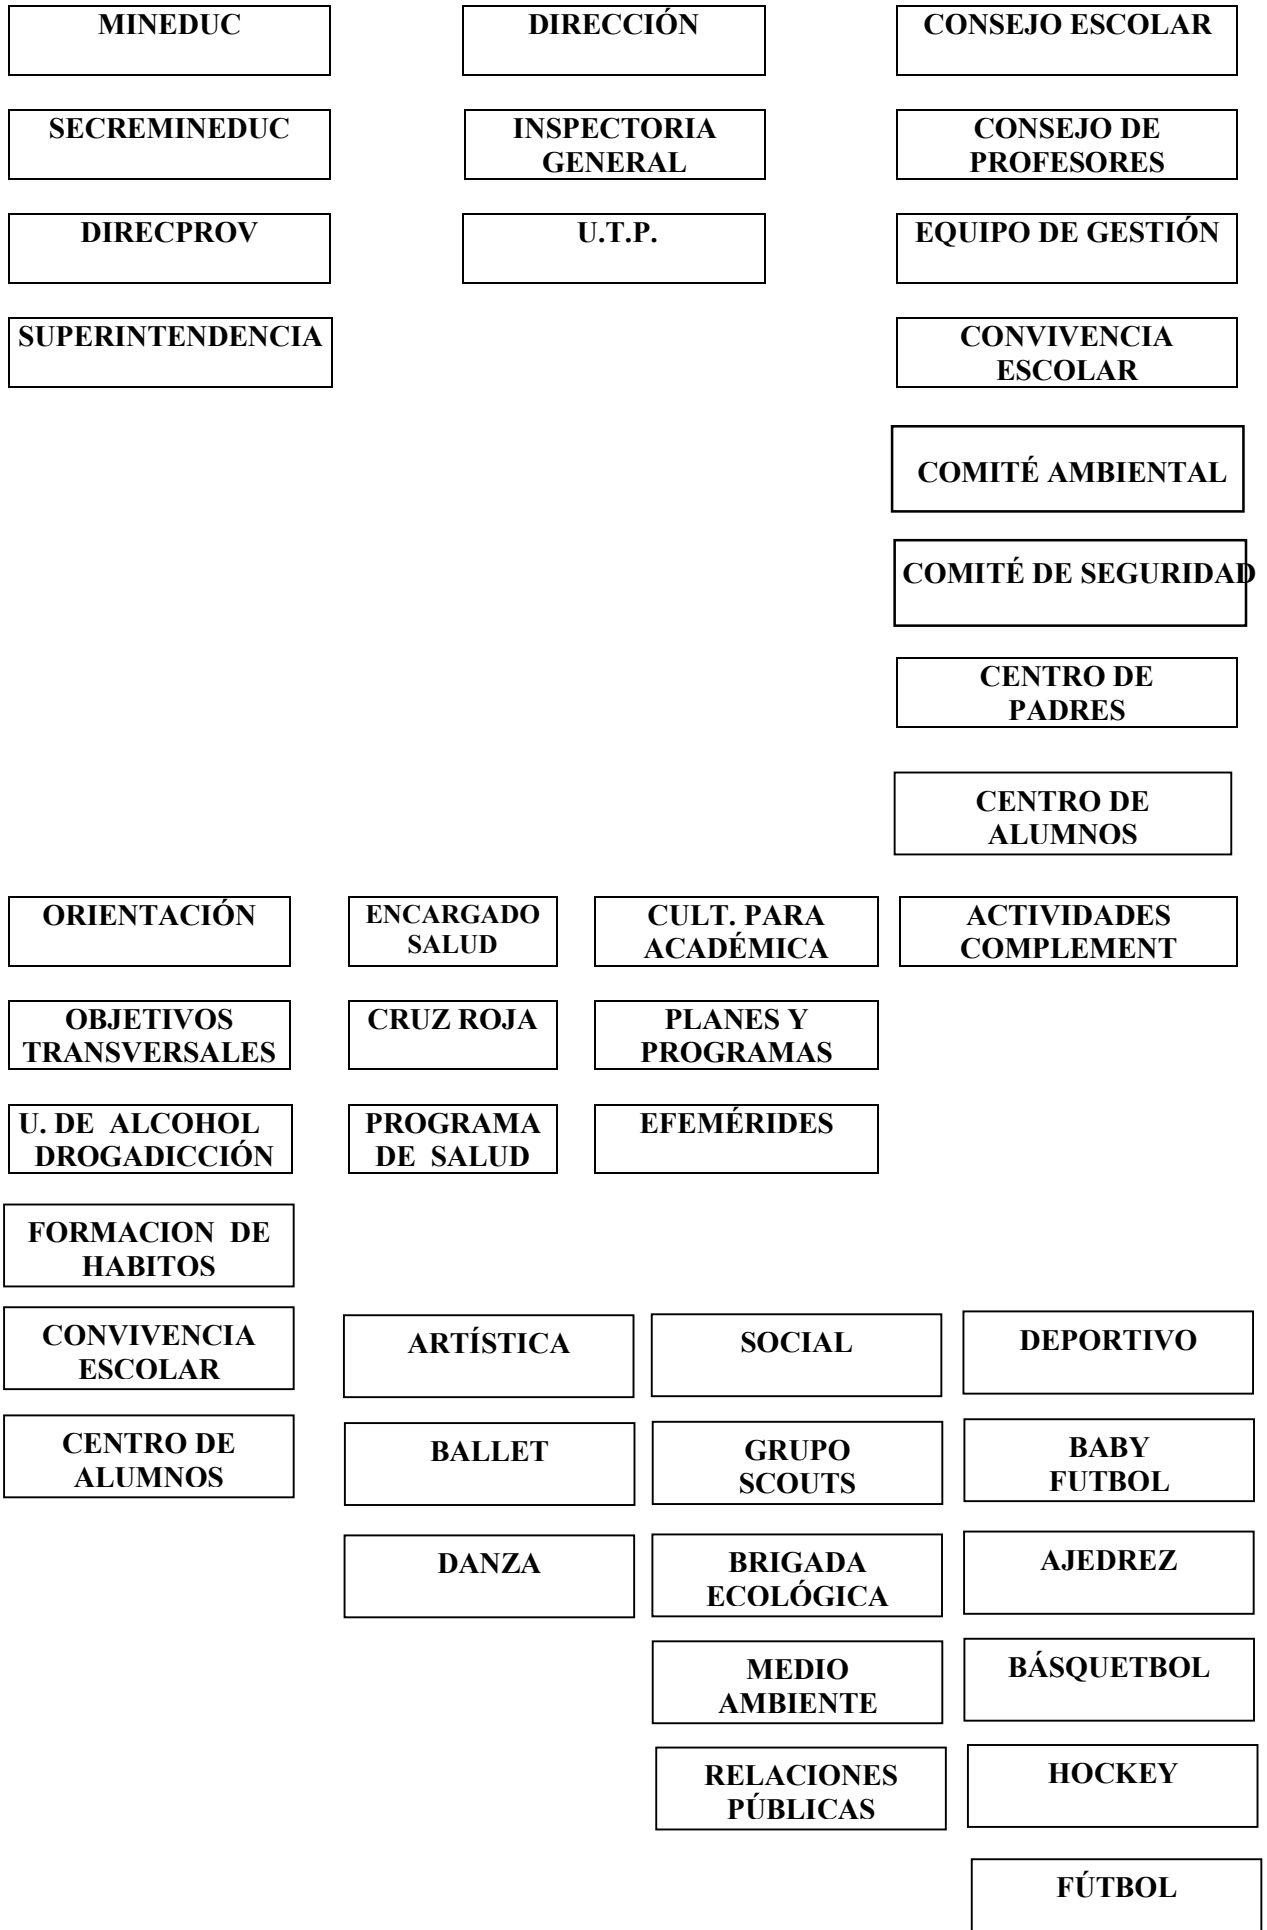 MINEDUC
DIRECCIÓN
CONSEJO ESCOLAR
SECREMINEDUC
INSPECTORIA
GENERAL
CONSEJO DE
PROFESORES
DIRECPROV
U.T.P.
EQUIPO DE GESTIÓN
SUPERINTENDENCIA
CONVIVENCIA
ESCOLAR
COMITÉ AMBIENTAL
COMITÉ DE SEGURIDAD
CENTRO DE
PADRES
CENTRO DE
ALUMNOS
ORIENTACIÓN
ENCARGADO
SALUD
CULT. PARA
ACADÉMICA
ACTIVIDADES
COMPLEMENT
OBJETIVOS
TRANSVERSALES
CRUZ ROJA
PLANES Y
PROGRAMAS
U. DE ALCOHOL
DROGADICCIÓN
PROGRAMA
DE SALUD
EFEMÉRIDES
FORMACION DE
HABITOS
CONVIVENCIA
ESCOLAR
ARTÍSTICA
SOCIAL
DEPORTIVO
CENTRO DE
ALUMNOS
BALLET
GRUPO
SCOUTS
BABY
FUTBOL
DANZA
BRIGADA
ECOLÓGICA
AJEDREZ
MEDIO
AMBIENTE
BÁSQUETBOL
RELACIONES
PÚBLICAS
HOCKEY
FÚTBOL